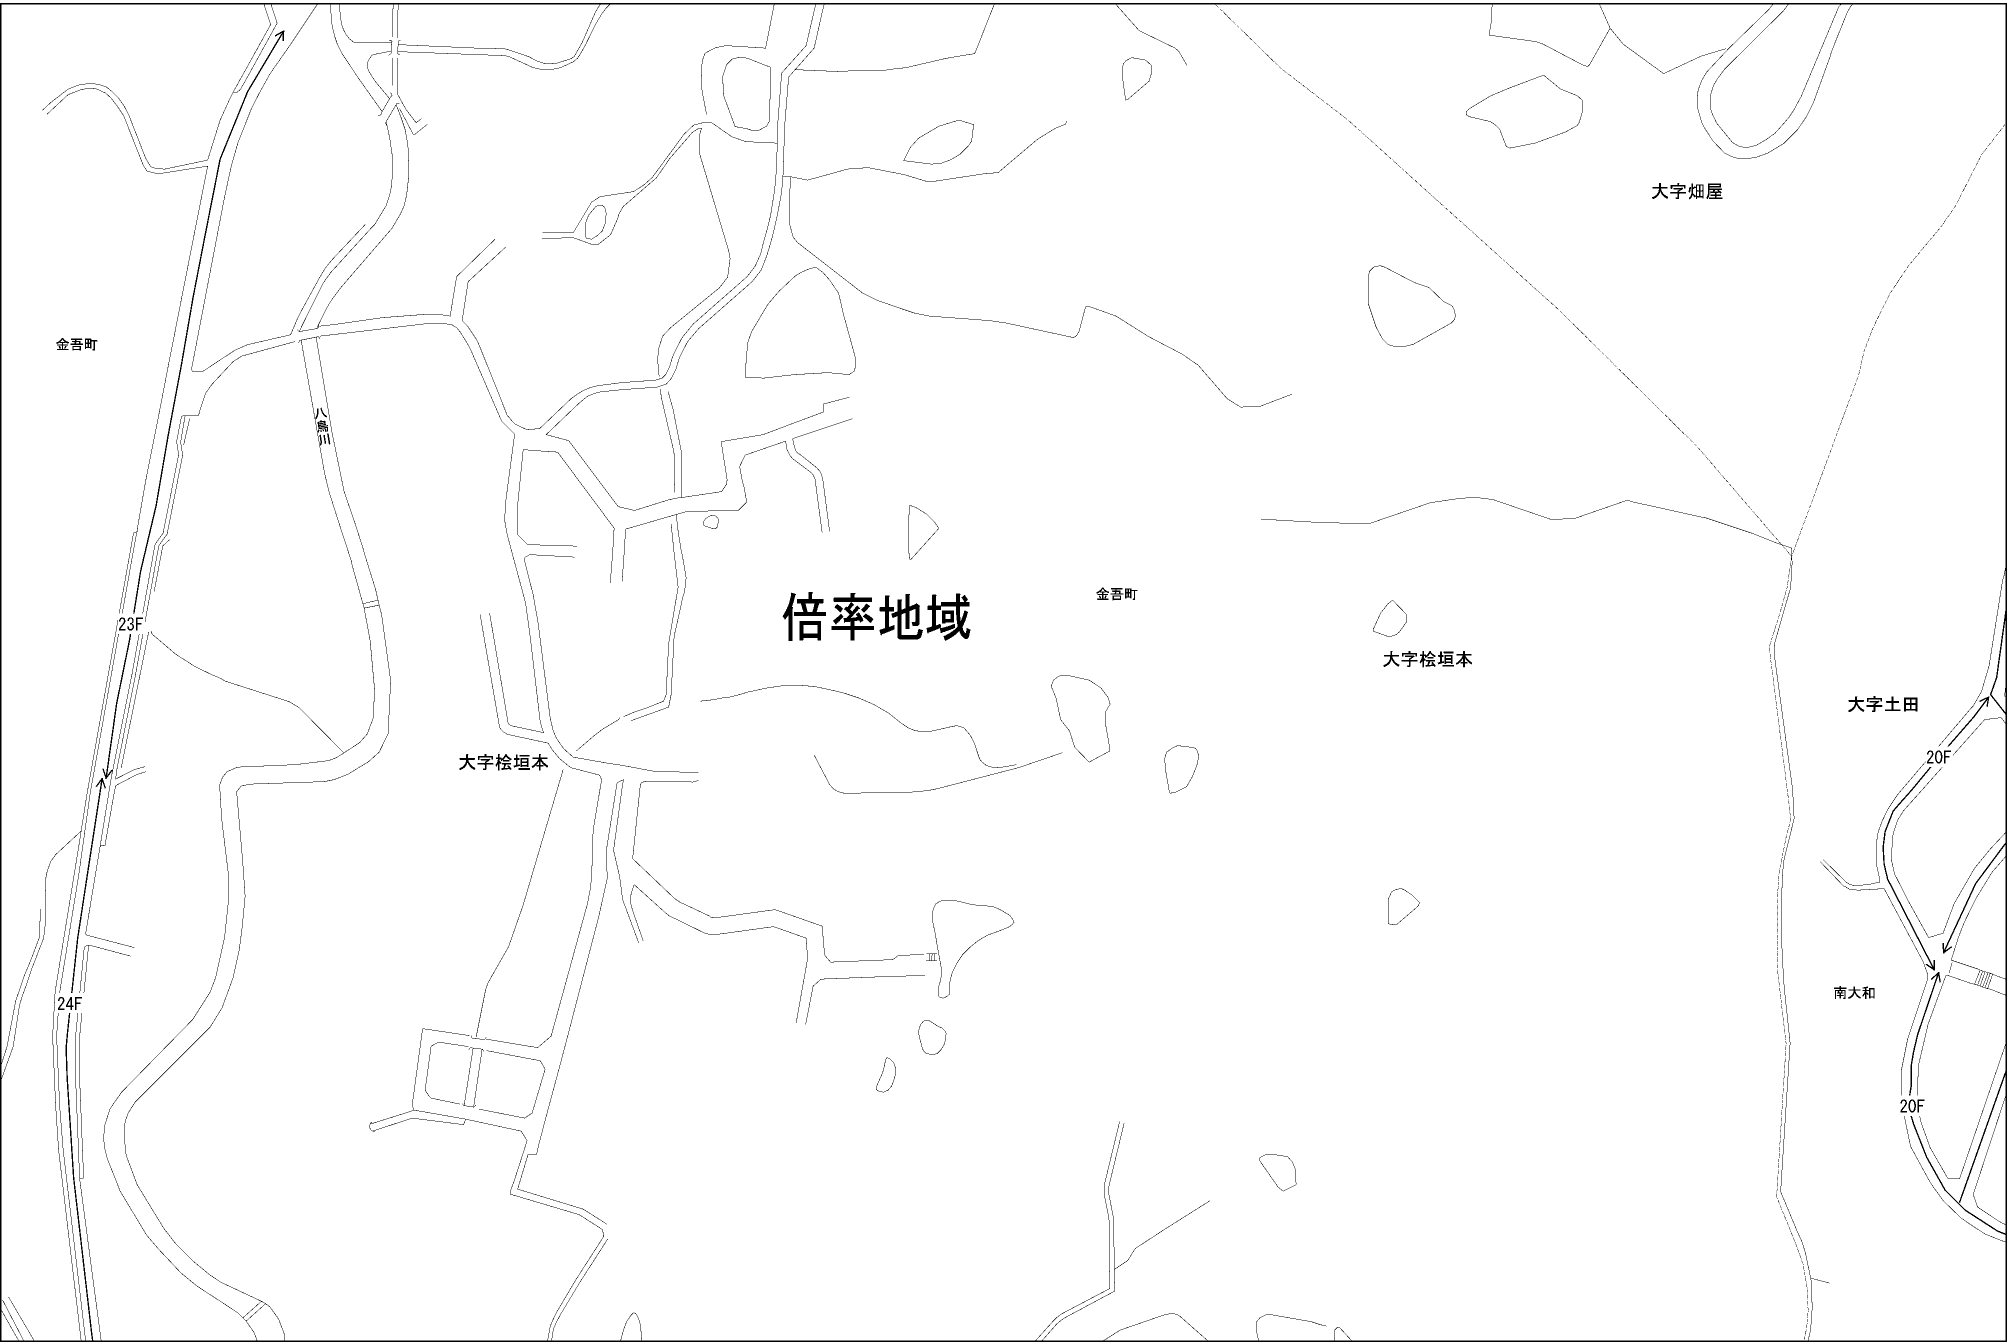 大字畑屋
金吾町
八鳥川
倍率地域
金吾町
23F
大字桧垣本
大字土田
20F
大字桧垣本
南大和
24F
20F